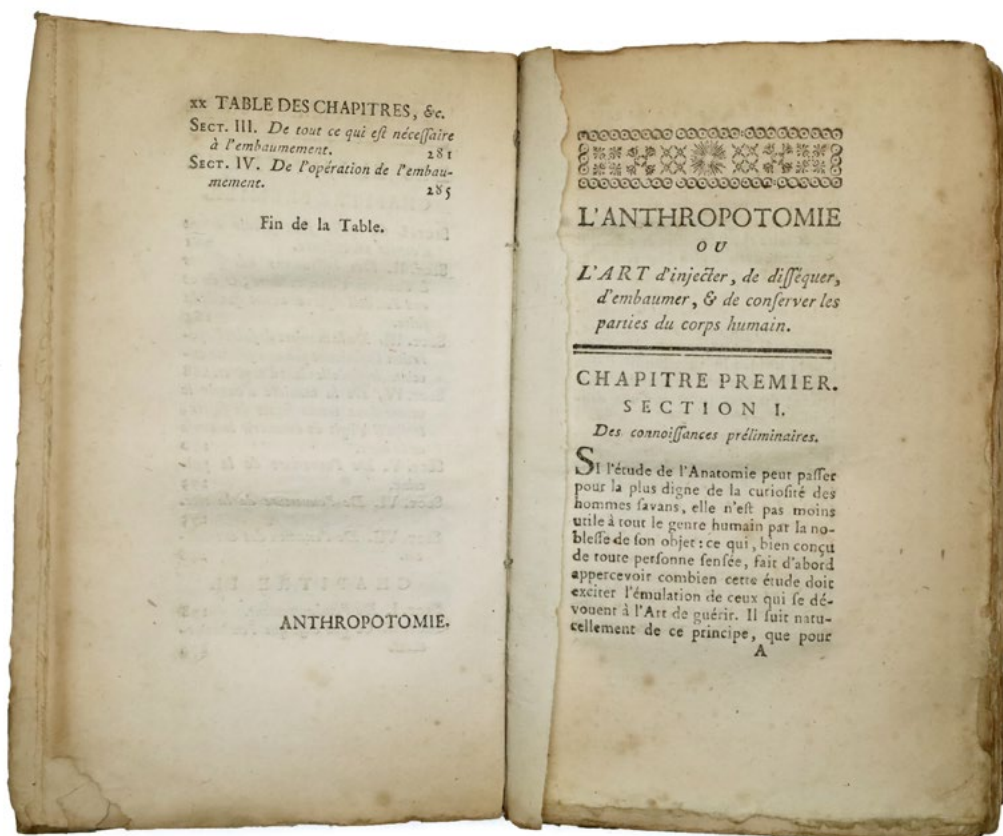 xx TABLE DES CHAPITRES, &c.
SECT. III. De tout ce qui eſt néceſſaire
à l'embaumement. 281
SECT. IV. De l'opération de l'embau-
mement. 285
Fin de la Table.
ANTHROPOTOMIE.
L'ANTHROPOTOMIE
OU
L'ART d'injecter, de diſſéquer,
d'embaumer, & de conſerver les
parties du corps humain.
CHAPITRE PREMIER.
SECTION I.
Des connoiſſances préliminaires.
SI l'étude de l'Anatomie peut paſſer
pour la plus digne de la curioſité des
hommes ſavans, elle n'eſt pas moins
utile à tout le genre humain par la no-
bleſſe de ſon objet : ce qui, bien conçu
de toute perſonne ſenſée, fait d'abord
appercevoir combien cette étude doit
exciter l'émulation de ceux qui ſe dé-
vouent à l'Art de guérir. Il ſuit natu-
rellement de ce principe, que pour
A